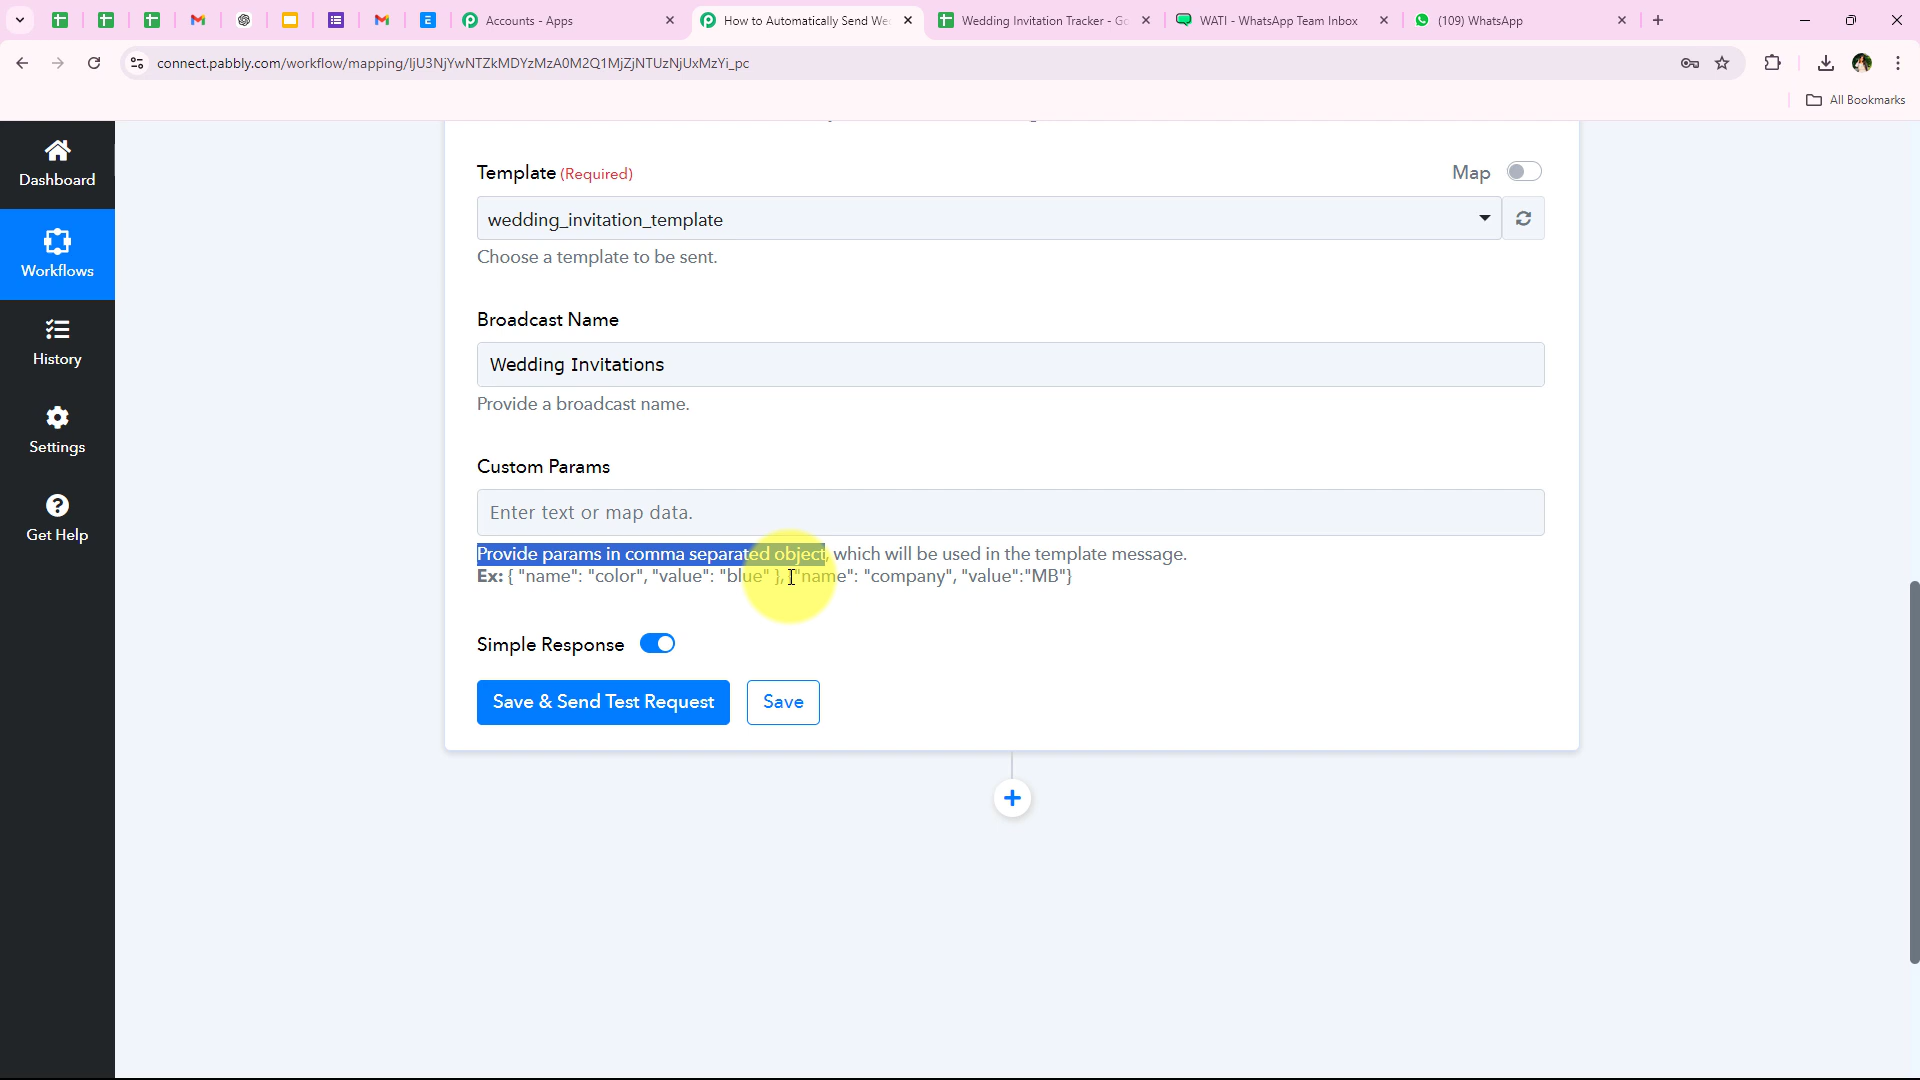 Accounts - Apps
How to Automatically Send We
Wedding Invitation Tracker - Go
WATI - WhatsApp Team Inbox
(109) WhatsApp
connect.pabbly.com/workflow/mapping/IjU3NjYwNTZkMDYzMzA0M2Q1MjZjNTUzNjUxMzYi_pc
All Bookmarks
Dashboard
Workflows
History
Settings
Get Help
Template (Required)
Map
wedding_invitation_template
Choose a template to be sent.
Broadcast Name
Wedding Invitations
Provide a broadcast name.
Custom Params
Enter text or map data.
Provide params in comma separated object, which will be used in the template message.
Ex: { "name": "color", "value": "blue" }, {"name": "company", "value":"MB"}
Simple Response
Save & Send Test Request
Save